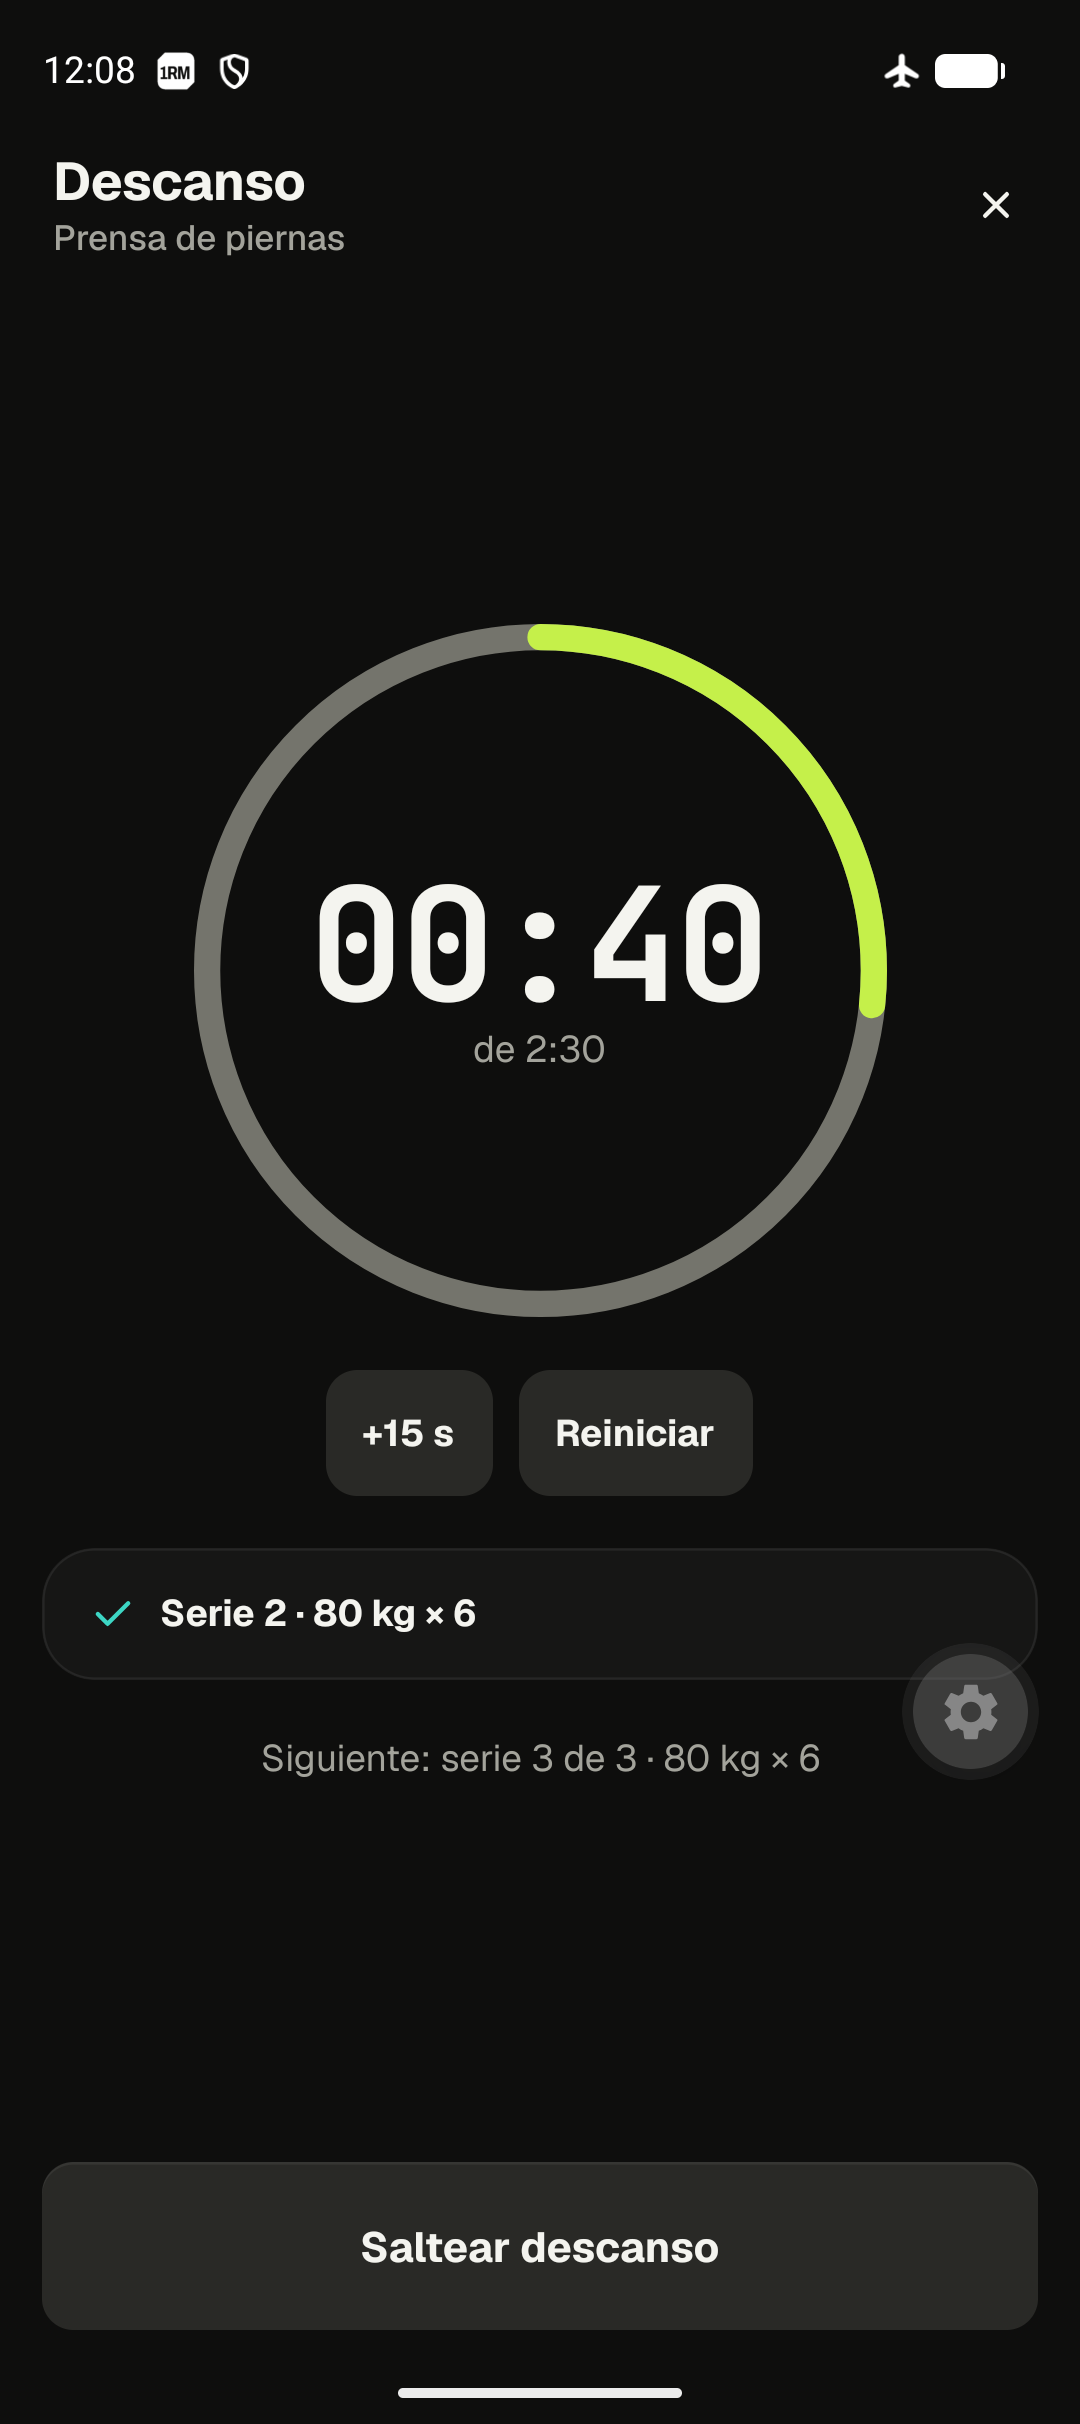 12:08 1RM
Descanso
Prensa de piernas
00:40
de 2:30
+15 s Reiniciar
Serie 2 · 80 kg × 6
Siguiente: serie 3 de 3 · 80 kg × 6
Saltear descanso